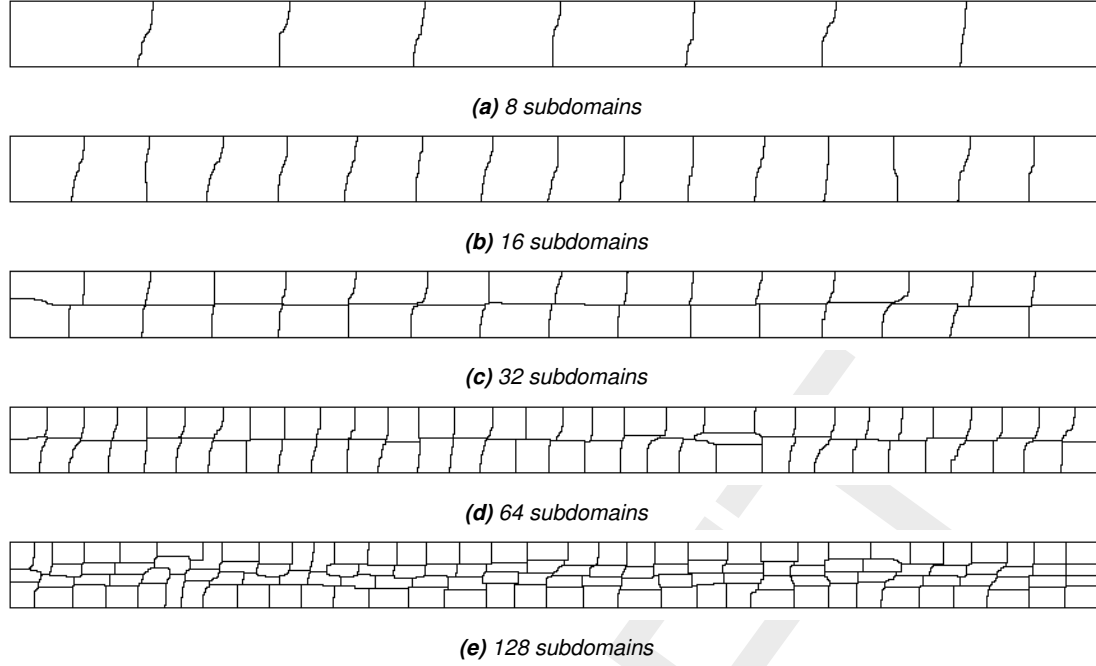 (a) 8 subdomains
(b) 16 subdomains
(c) 32 subdomains
(d) 64 subdomains
(e) 128 subdomains